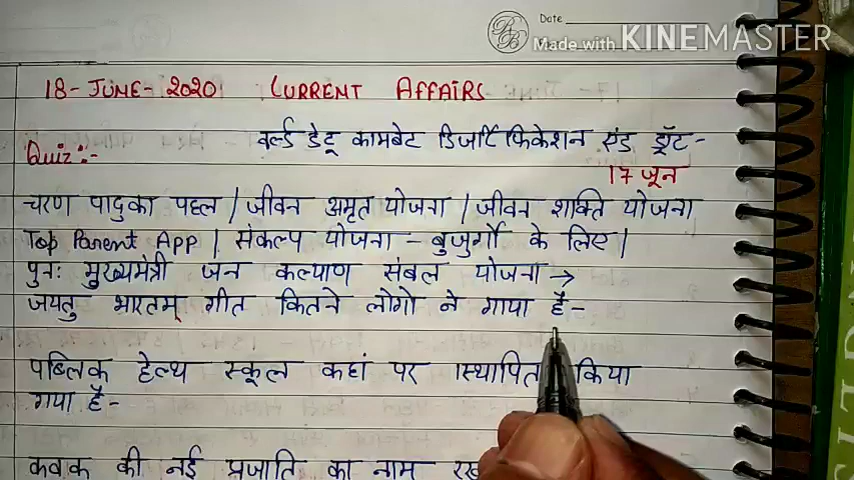 Date
Made with KINEMASTER
18-JUNE-2020 CURRENT AFFAIRS
वर्ल्ड डेटू कामबेट डिजर्टिफिकेशन एंड ड्रॉट-
Quiz:-
17 जून
चरण पादुका पहल / जीवन अमृत योजना / जीवन शक्ति योजना
Top Parent App / संकल्प योजना - बुजुर्गो के लिए /
पुनः मुख्यमंत्री जन कल्याण संबल योजना →
जयतु भारतम् गीत कितने लोगो ने गाया है-
पब्लिक हेल्थ स्कूल कहां पर स्थापित किया
गया है-
कवक की नई प्रजाति का नाम रख